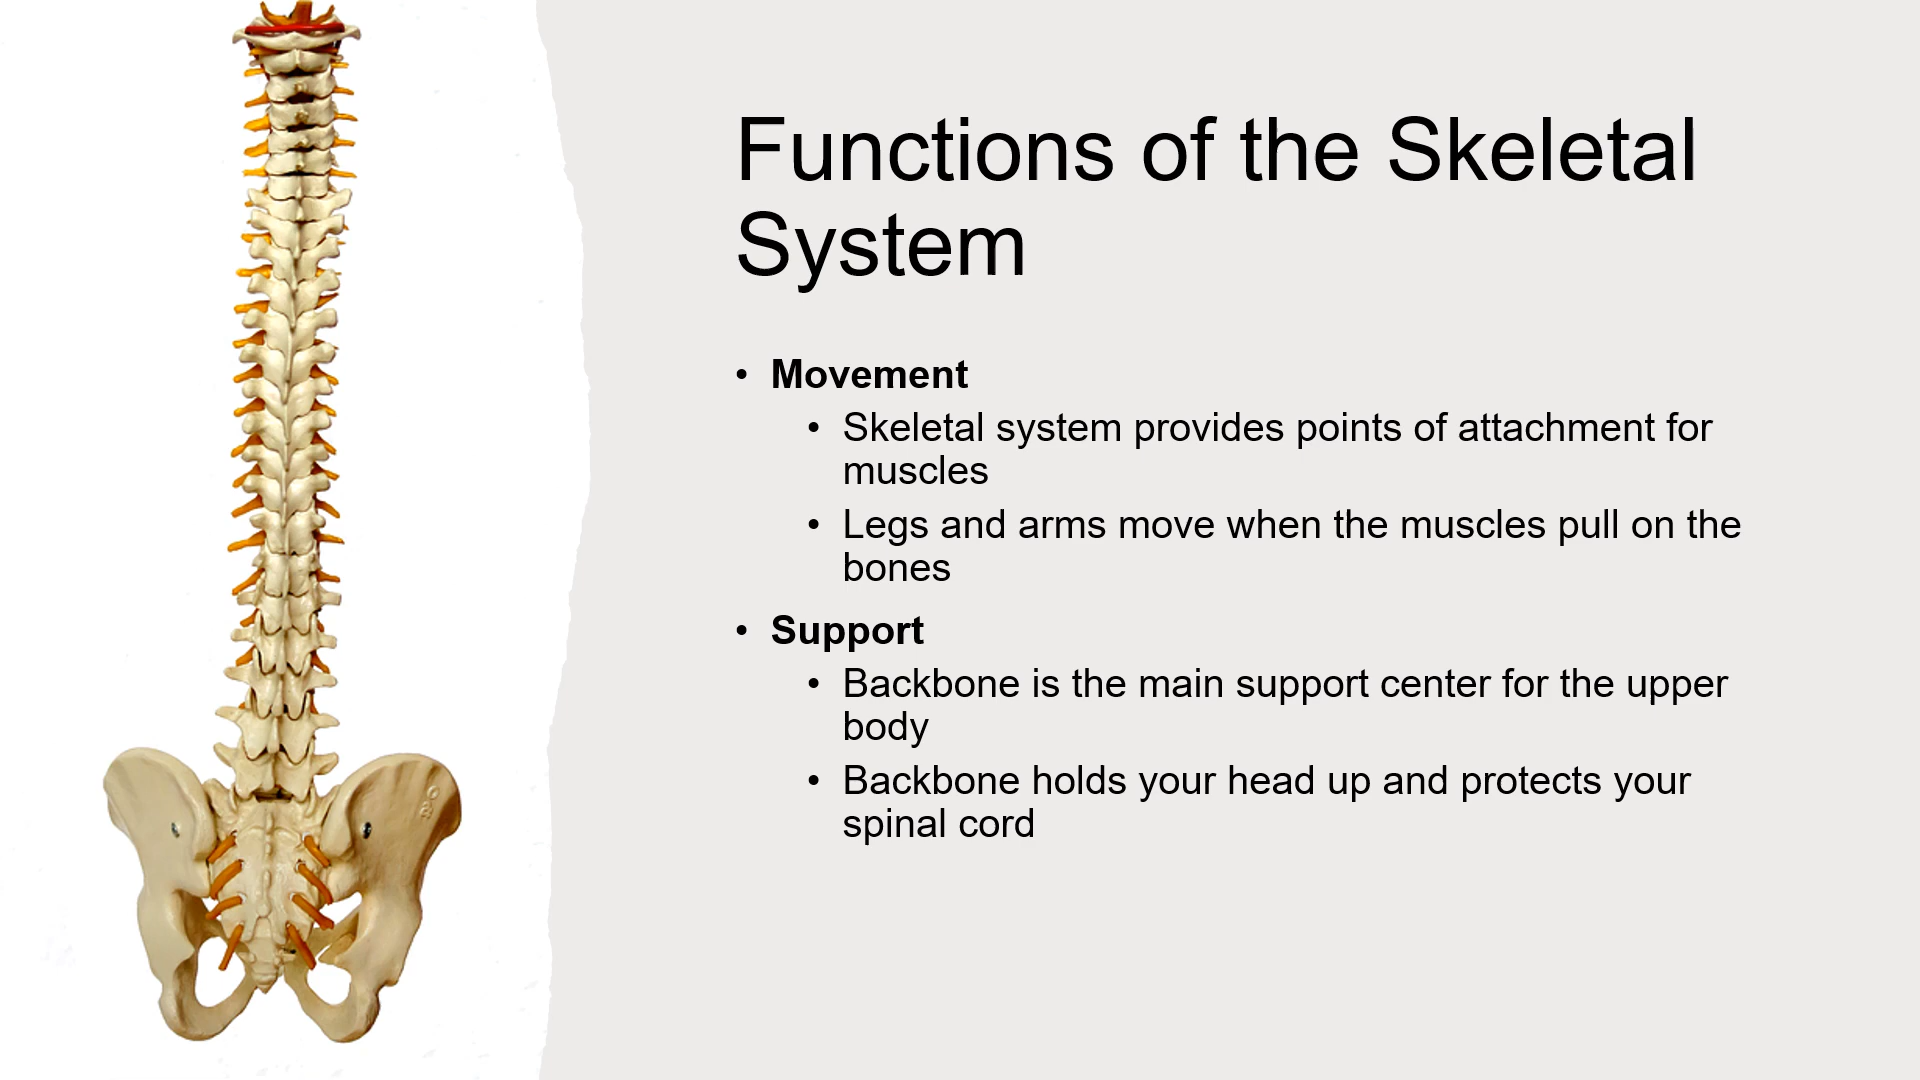 Functions of the Skeletal
System
• Movement
• Skeletal system provides points of attachment for
muscles
• Legs and arms move when the muscles pull on the
bones
• Support
• Backbone is the main support center for the upper
body
• Backbone holds your head up and protects your
spinal cord